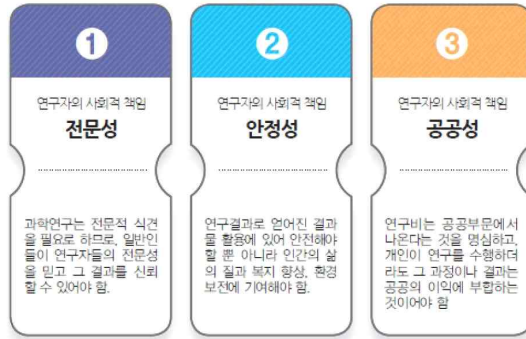 1
연구자의 사회적 책임
전문성
과학연구는 전문적 식견
을 필요로 하므로, 일반인
들이 연구자들의 전문성
을 믿고 그 결과를 신뢰
할 수 있어야 함.
2
연구자의 사회적 책임
안정성
연구결과로 얻어진 결과
물 활용에 있어 안전해야
할 뿐 아니라 인간의 삶
의 질과 복지 향상, 환경
보전에 기여해야 함.
3
연구자의 사회적 책임
공공성
연구비는 공공부문에서
나온다는 것을 명심하고,
개인이 연구를 수행하더
라도 그 과정이나 결과는
공공의 이익에 부합하는
것이어야 함